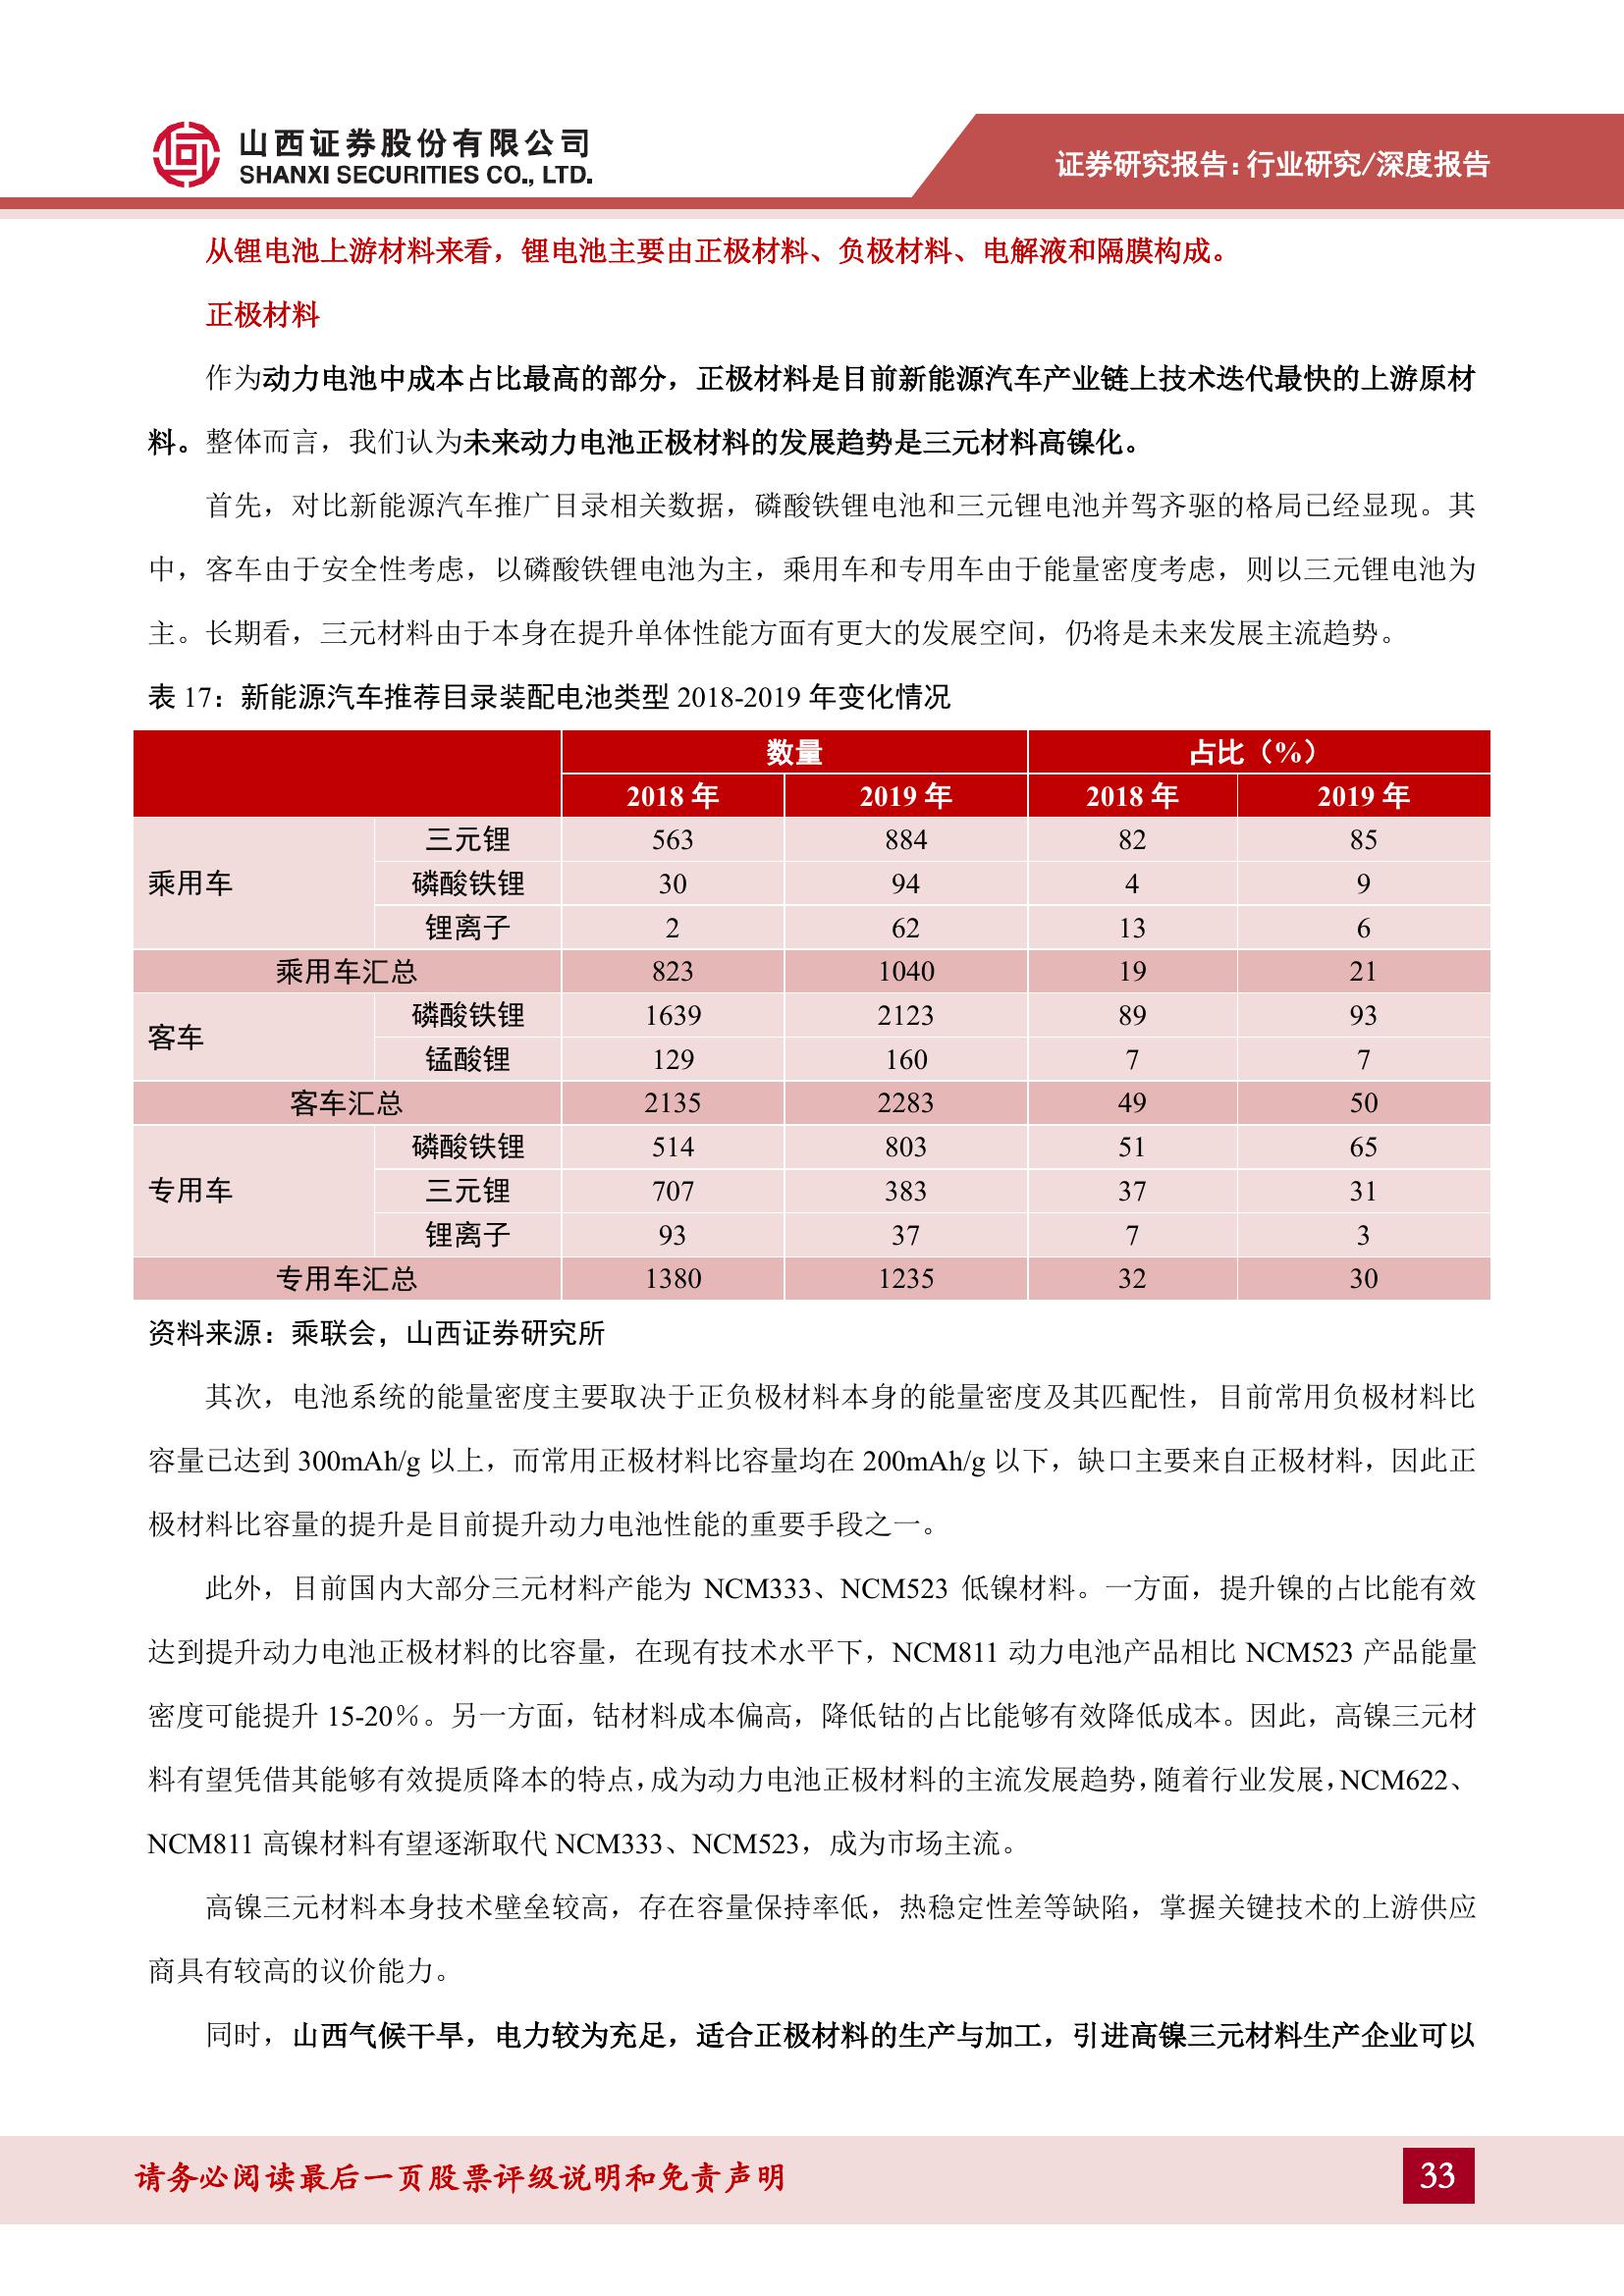 山西证券股份有限公司
SHANXI SECURITIES CO., LTD.
证券研究报告：行业研究/深度报告
从锂电池上游材料来看，锂电池主要由正极材料、负极材料、电解液和隔膜构成。
正极材料
作为动力电池中成本占比最高的部分，正极材料是目前新能源汽车产业链上技术迭代最快的上游原材
料。整体而言，我们认为未来动力电池正极材料的发展趋势是三元材料高镍化。
首先，对比新能源汽车推广目录相关数据，磷酸铁锂电池和三元锂电池并驾齐驱的格局已经显现。其
中，客车由于安全性考虑，以磷酸铁锂电池为主，乘用车和专用车由于能量密度考虑，则以三元锂电池为
主。长期看，三元材料由于本身在提升单体性能方面有更大的发展空间，仍将是未来发展主流趋势。
表 17：新能源汽车推荐目录装配电池类型 2018-2019 年变化情况
数量 占比（%）
2018 年 2019 年 2018 年 2019 年
乘用车 三元锂 563 884 82 85
磷酸铁锂 30 94 4 9
锂离子 2 62 13 6
乘用车汇总 823 1040 19 21
客车 磷酸铁锂 1639 2123 89 93
锰酸锂 129 160 7 7
客车汇总 2135 2283 49 50
专用车 磷酸铁锂 514 803 51 65
三元锂 707 383 37 31
锂离子 93 37 7 3
专用车汇总 1380 1235 32 30
资料来源：乘联会，山西证券研究所
其次，电池系统的能量密度主要取决于正负极材料本身的能量密度及其匹配性，目前常用负极材料比
容量已达到 300mAh/g 以上，而常用正极材料比容量均在 200mAh/g 以下，缺口主要来自正极材料，因此正
极材料比容量的提升是目前提升动力电池性能的重要手段之一。
此外，目前国内大部分三元材料产能为 NCM333、NCM523 低镍材料。一方面，提升镍的占比能有效
达到提升动力电池正极材料的比容量，在现有技术水平下，NCM811 动力电池产品相比 NCM523 产品能量
密度可能提升 15-20％。另一方面，钴材料成本偏高，降低钴的占比能够有效降低成本。因此，高镍三元材
料有望凭借其能够有效提质降本的特点，成为动力电池正极材料的主流发展趋势，随着行业发展，NCM622、
NCM811 高镍材料有望逐渐取代 NCM333、NCM523，成为市场主流。
高镍三元材料本身技术壁垒较高，存在容量保持率低，热稳定性差等缺陷，掌握关键技术的上游供应
商具有较高的议价能力。
同时，山西气候干旱，电力较为充足，适合正极材料的生产与加工，引进高镍三元材料生产企业可以
请务必阅读最后一页股票评级说明和免责声明
33